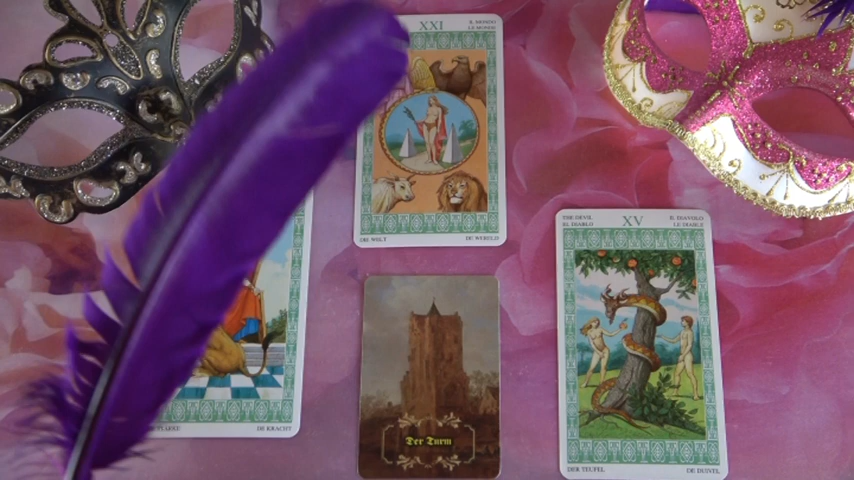 XXI
IL MONDO
LE MONDE
DIE WELT
DE WERELD
THE DEVIL
EL DIABLO
XV
IL DIAVOLO
LE DIABLE
DER TEUFEL
DE DUIVEL
DE KRACHT
Der Turm